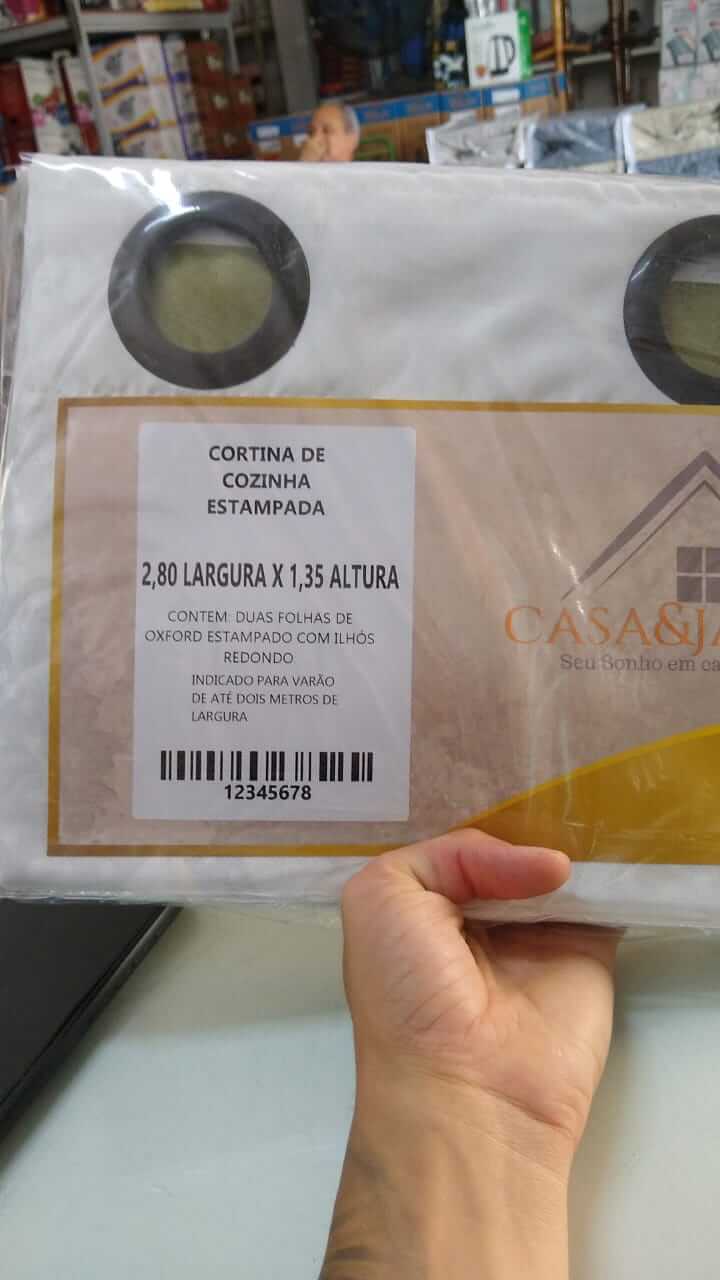 CORTINA DE
COZINHA
ESTAMPADA
2,80 LARGURA X 1,35 ALTURA
CONTEM: DUAS FOLHAS DE
OXFORD ESTAMPADO COM ILHÓS
REDONDO
INDICADO PARA VARÃO
DE ATÉ DOIS METROS DE
LARGURA
12345678
CASA&JA
Seu Sonho em ca